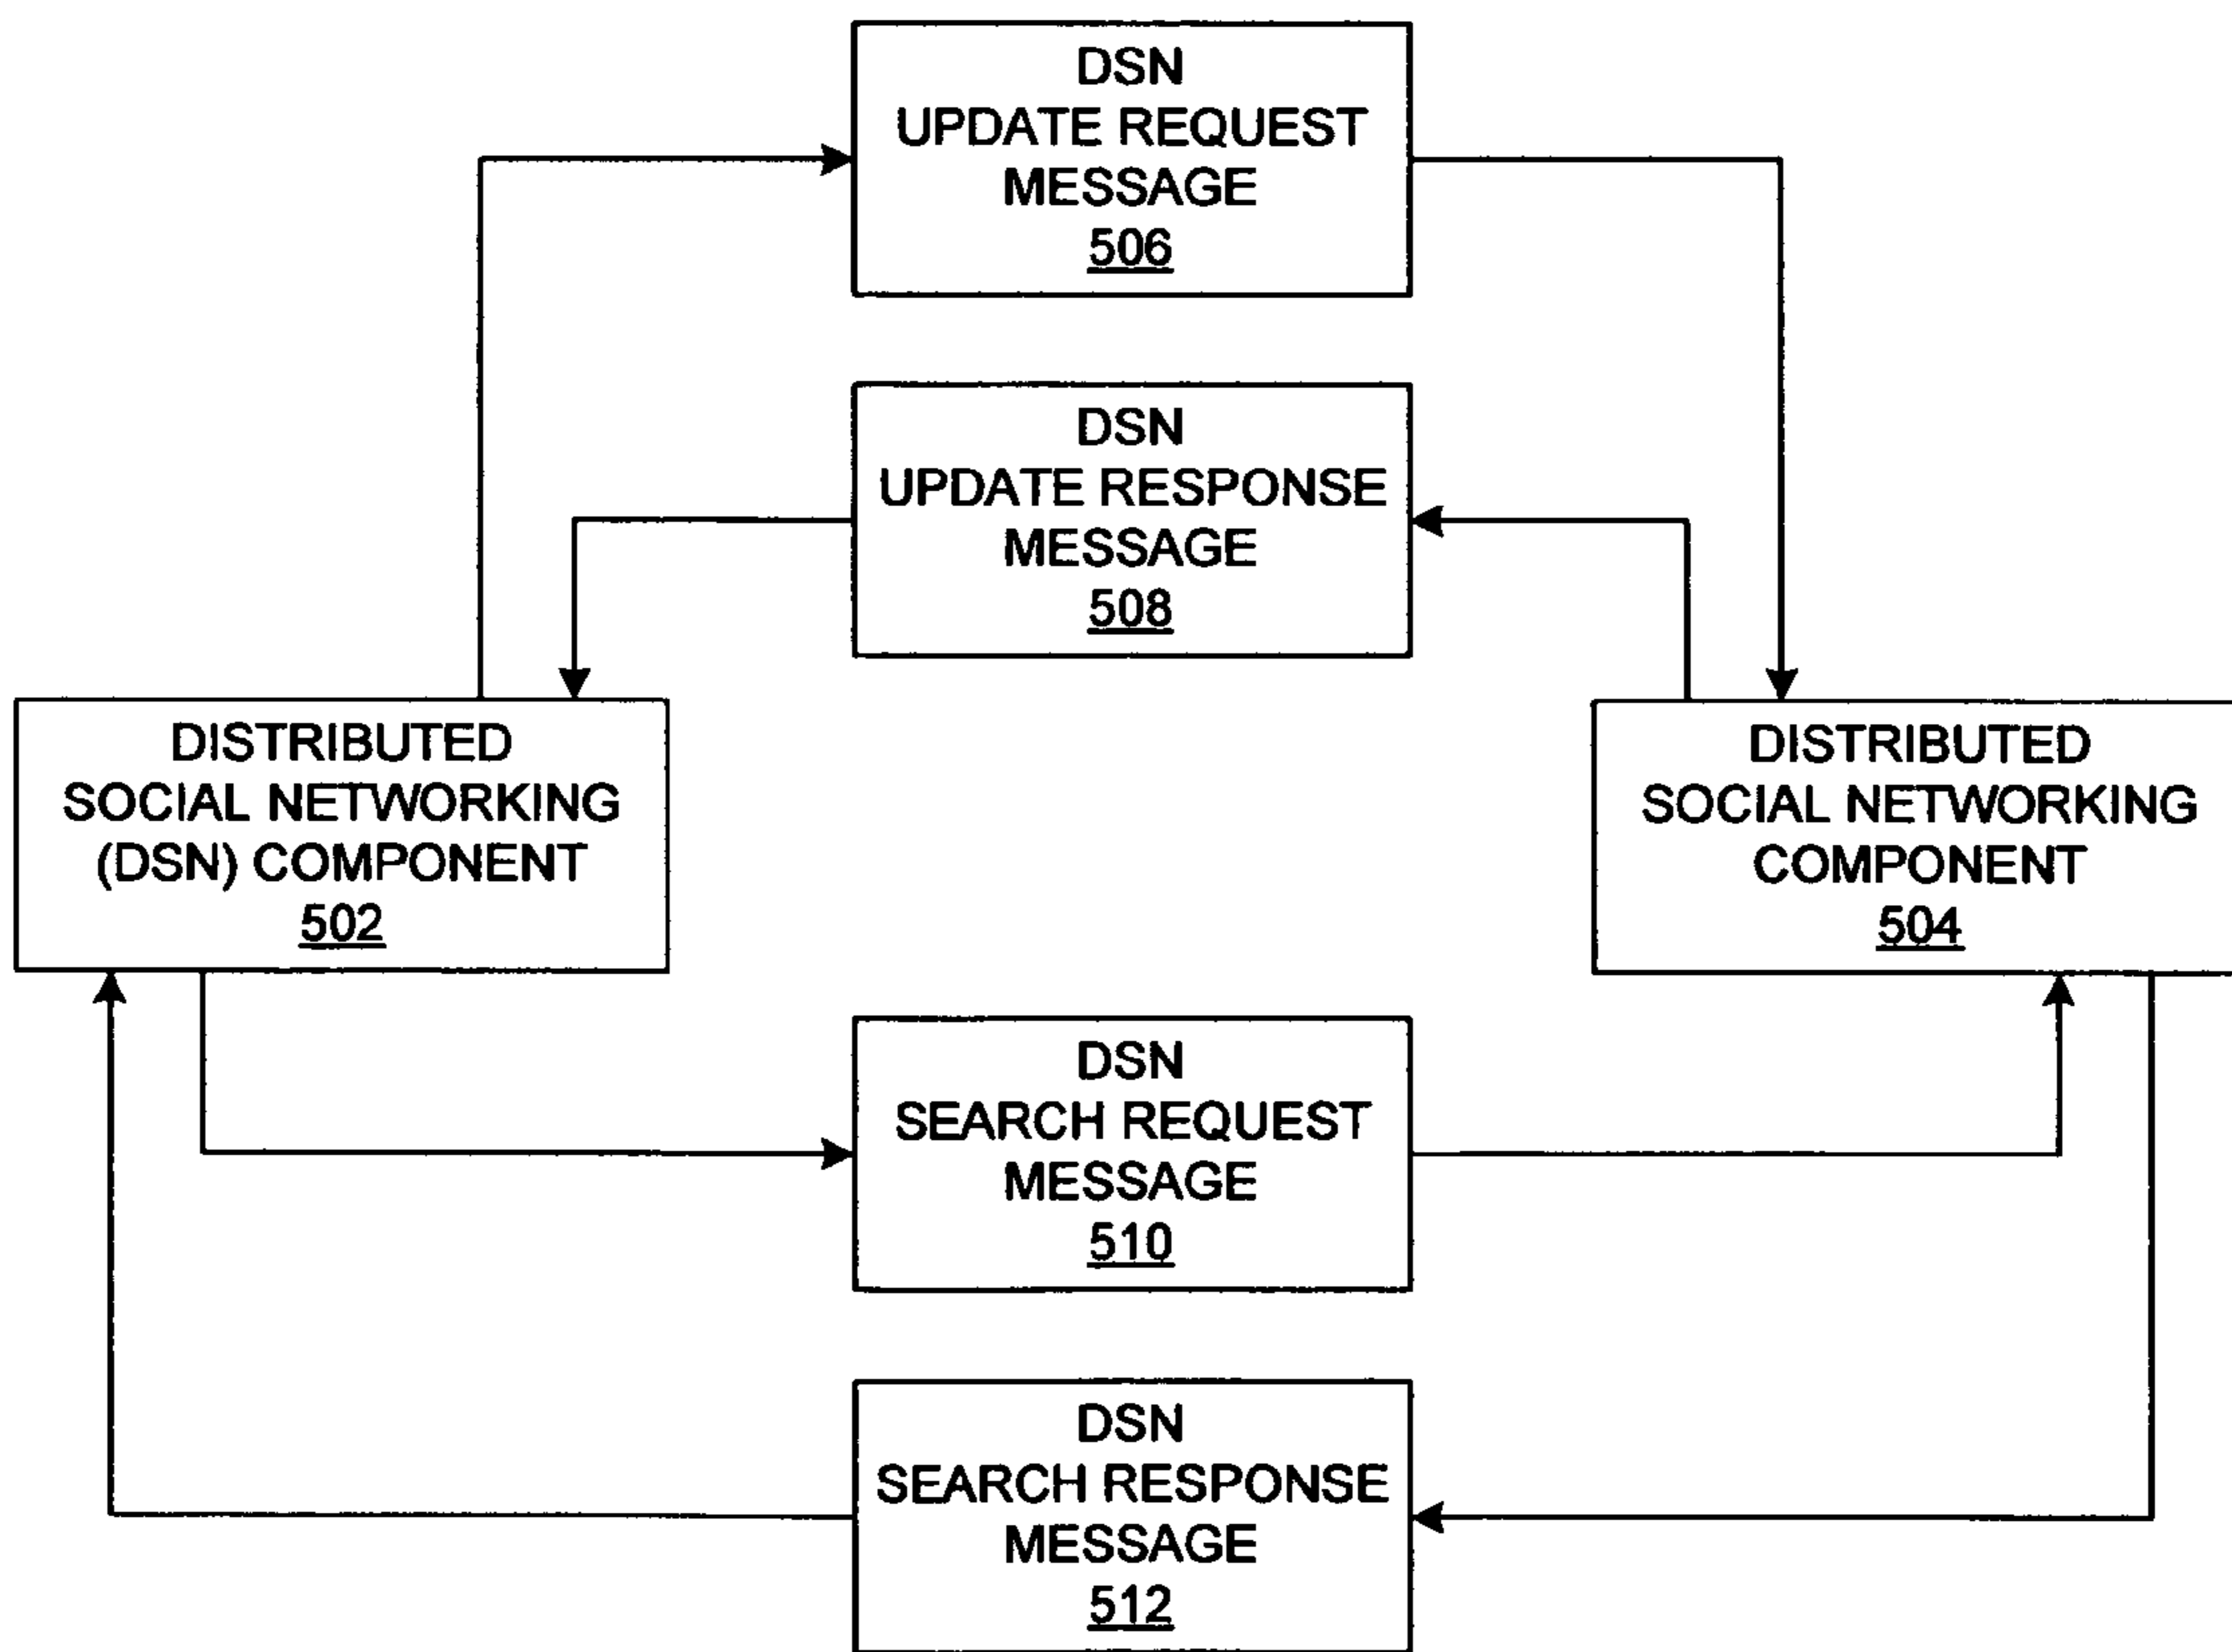 DSN
UPDATE REQUEST
MESSAGE
506
DSN
UPDATE RESPONSE
MESSAGE
508
DISTRIBUTED
SOCIAL NETWORKING
(DSN) COMPONENT
502
DISTRIBUTED
SOCIAL NETWORKING
COMPONENT
504
DSN
SEARCH REQUEST
MESSAGE
510
DSN
SEARCH RESPONSE
MESSAGE
512